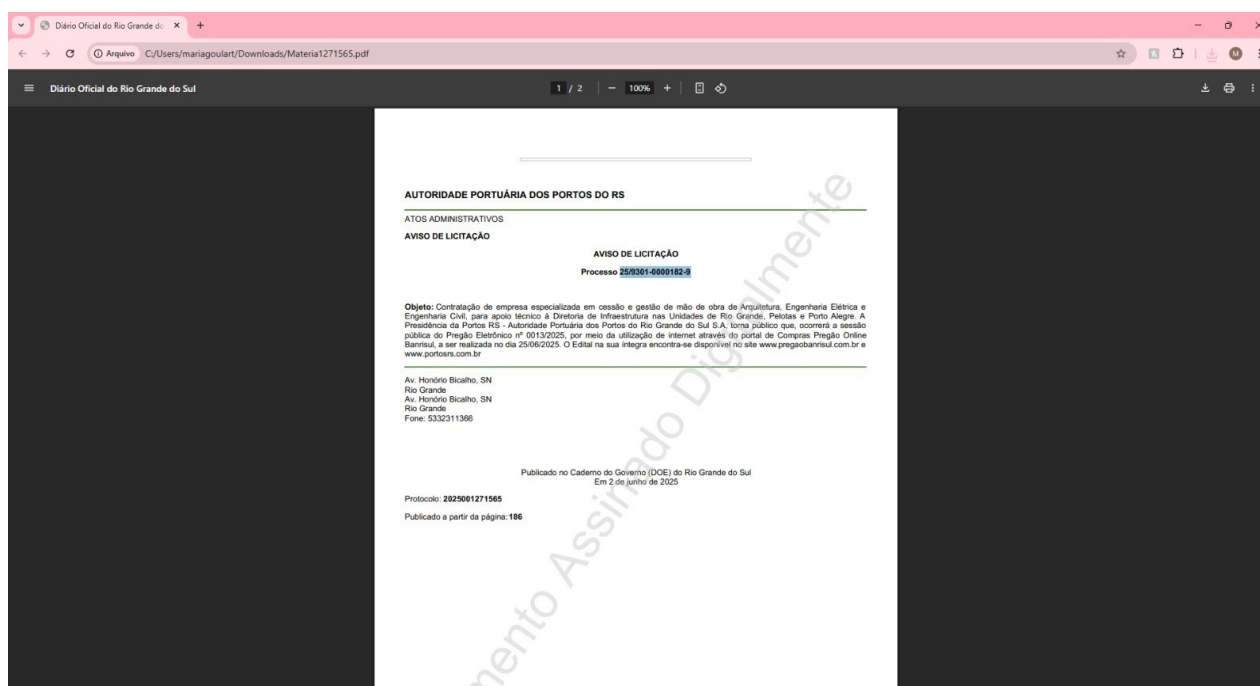 Diário Oficial do Rio Grande do
Arquivo C:/Users/mariagoulart/Downloads/Materia1271565.pdf
M
Diário Oficial do Rio Grande do Sul
1 / 2
100%
AUTORIDADE PORTUÁRIA DOS PORTOS DO RS
ATOS ADMINISTRATIVOS
AVISO DE LICITAÇÃO
AVISO DE LICITAÇÃO
Processo 25/9301-0000182-9
Objeto: Contratação de empresa especializada em cessão e gestão de mão de obra de Arquitetura, Engenharia Elétrica e
Engenharia Civil, para apoio técnico à Diretoria de Infraestrutura nas Unidades de Rio Grande, Pelotas e Porto Alegre. A
Presidência da Portos RS - Autoridade Portuária dos Portos do Rio Grande do Sul S.A, torna público que, ocorrerá a sessão
pública do Pregão Eletrônico nº 0013/2025, por meio da utilização de internet através do portal de Compras Pregão Online
Banrisul, a ser realizada no dia 25/06/2025. O Edital na sua íntegra encontra-se disponível no site www.pregaobanrisul.com.br e
www.portosrs.com.br
Av. Honório Bicalho, SN
Rio Grande
Av. Honório Bicalho, SN
Rio Grande
Fone: 5332311366
Publicado no Caderno do Governo (DOE) do Rio Grande do Sul
Em 2 de junho de 2025
Protocolo: 2025001271565
Publicado a partir da página: 186
mento Assinado Digitalmente